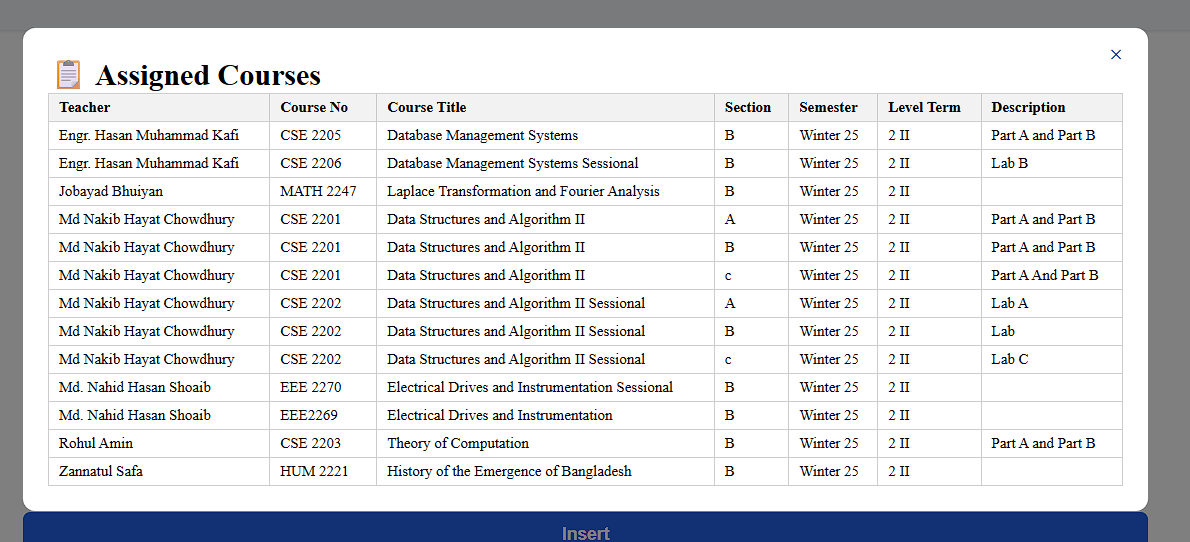 ×
Assigned Courses
Teacher Course No Course Title Section Semester Level Term Description
Engr. Hasan Muhammad Kafi CSE 2205 Database Management Systems B Winter 25 2 II Part A and Part B
Engr. Hasan Muhammad Kafi CSE 2206 Database Management Systems Sessional B Winter 25 2 II Lab B
Jobayad Bhuiyan MATH 2247 Laplace Transformation and Fourier Analysis B Winter 25 2 II
Md Nakib Hayat Chowdhury CSE 2201 Data Structures and Algorithm II A Winter 25 2 II Part A and Part B
Md Nakib Hayat Chowdhury CSE 2201 Data Structures and Algorithm II B Winter 25 2 II Part A and Part B
Md Nakib Hayat Chowdhury CSE 2201 Data Structures and Algorithm II c Winter 25 2 II Part A And Part B
Md Nakib Hayat Chowdhury CSE 2202 Data Structures and Algorithm II Sessional A Winter 25 2 II Lab A
Md Nakib Hayat Chowdhury CSE 2202 Data Structures and Algorithm II Sessional B Winter 25 2 II Lab
Md Nakib Hayat Chowdhury CSE 2202 Data Structures and Algorithm II Sessional c Winter 25 2 II Lab C
Md. Nahid Hasan Shoaib EEE 2270 Electrical Drives and Instrumentation Sessional B Winter 25 2 II
Md. Nahid Hasan Shoaib EEE2269 Electrical Drives and Instrumentation B Winter 25 2 II
Rohul Amin CSE 2203 Theory of Computation B Winter 25 2 II Part A and Part B
Zannatul Safa HUM 2221 History of the Emergence of Bangladesh B Winter 25 2 II
Insert